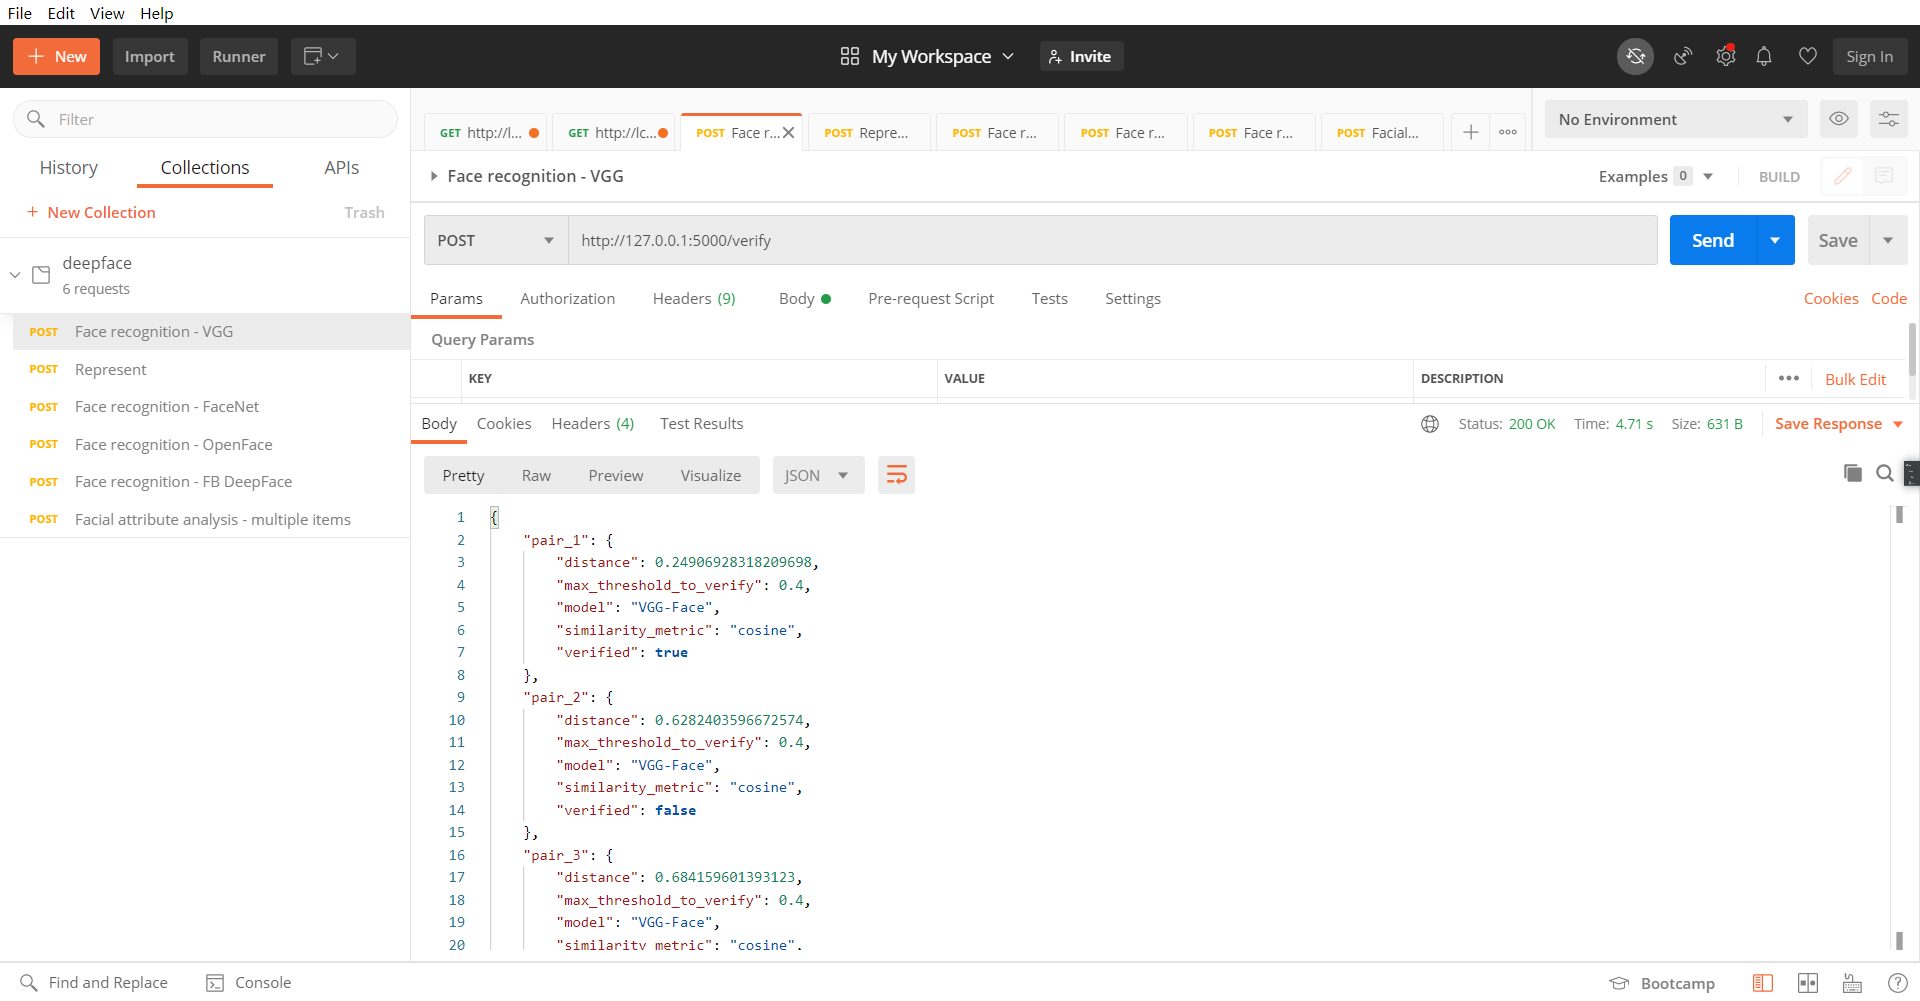 File Edit View Help
New Import Runner My Workspace Invite Sign In
Filter
GET http://l... GET http://lc... POST Face r... POST Repre... POST Face r... POST Face r... POST Face r... POST Facial... No Environment
History Collections APIs
Face recognition - VGG Examples 0 BUILD
+ New Collection Trash
POST http://127.0.0.1:5000/verify Send Save
deepface
6 requests
Params Authorization Headers (9) Body Pre-request Script Tests Settings Cookies Code
POST Face recognition - VGG
POST Represent
POST Face recognition - FaceNet
POST Face recognition - OpenFace
POST Face recognition - FB DeepFace
POST Facial attribute analysis - multiple items
Query Params
KEY VALUE DESCRIPTION Bulk Edit
Body Cookies Headers (4) Test Results Status: 200 OK Time: 4.71 s Size: 631 B Save Response
Pretty Raw Preview Visualize JSON
1 {
2 "pair_1": {
3 "distance": 0.24906928318209698,
4 "max_threshold_to_verify": 0.4,
5 "model": "VGG-Face",
6 "similarity_metric": "cosine",
7 "verified": true
8 },
9 "pair_2": {
10 "distance": 0.6282403596672574,
11 "max_threshold_to_verify": 0.4,
12 "model": "VGG-Face",
13 "similarity_metric": "cosine",
14 "verified": false
15 },
16 "pair_3": {
17 "distance": 0.684159601393123,
18 "max_threshold_to_verify": 0.4,
19 "model": "VGG-Face",
20 "similarity_metric": "cosine",
Find and Replace Console Bootcamp